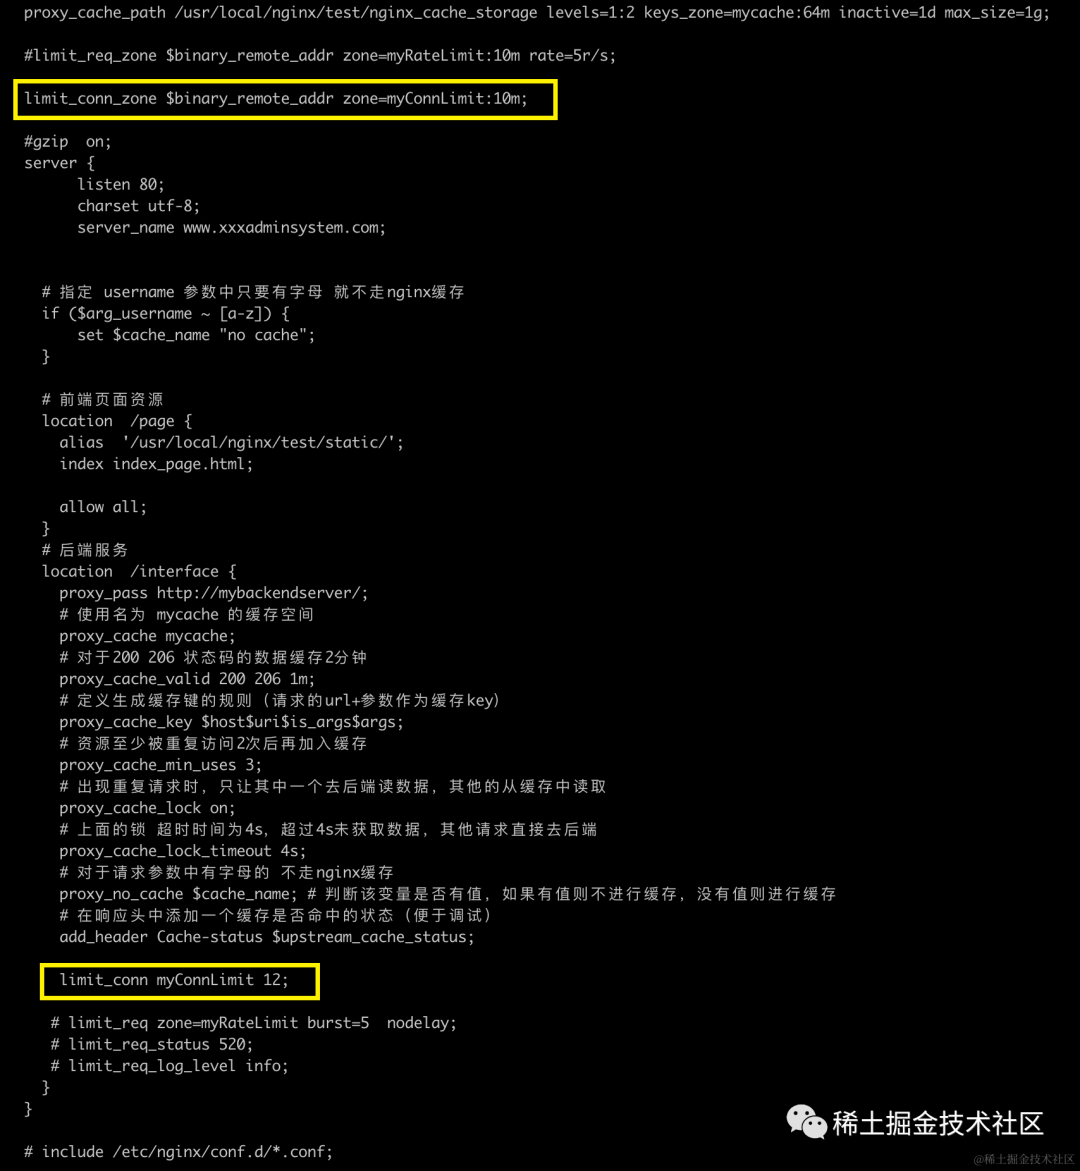 proxy_cache_path /usr/local/nginx/test/nginx_cache_storage levels=1:2 keys_zone=mycache:64m inactive=1d max_size=1g;
#limit_req_zone $binary_remote_addr zone=myRateLimit:10m rate=5r/s;
limit_conn_zone $binary_remote_addr zone=myConnLimit:10m;
#gzip  on;
server {
listen 80;
charset utf-8;
server_name www.xxxadminsystem.com;
# 指定 username 参数中只要有字母 就不走nginx缓存
if ($arg_username ~ [a-z]) {
set $cache_name "no cache";
}
# 前端页面资源
location  /page {
alias  '/usr/local/nginx/test/static/';
index index_page.html;
allow all;
}
# 后端服务
location  /interface {
proxy_pass http://mybackendserver/;
# 使用名为 mycache 的缓存空间
proxy_cache mycache;
# 对于200 206 状态码的数据缓存2分钟
proxy_cache_valid 200 206 1m;
# 定义生成缓存键的规则（请求的url+参数作为缓存key）
proxy_cache_key $host$uri$is_args$args;
# 资源至少被重复访问2次后再加入缓存
proxy_cache_min_uses 3;
# 出现重复请求时，只让其中一个去后端读数据，其他的从缓存中读取
proxy_cache_lock on;
# 上面的锁 超时时间为4s，超过4s未获取数据，其他请求直接去后端
proxy_cache_lock_timeout 4s;
# 对于请求参数中有字母的 不走nginx缓存
proxy_no_cache $cache_name; # 判断该变量是否有值，如果有值则不进行缓存，没有值则进行缓存
# 在响应头中添加一个缓存是否命中的状态（便于调试）
add_header Cache-status $upstream_cache_status;
limit_conn myConnLimit 12;
# limit_req zone=myRateLimit burst=5  nodelay;
# limit_req_status 520;
# limit_req_log_level info;
}
}
稀土掘金技术社区
# include /etc/nginx/conf.d/*.conf;
@稀土掘金技术社区